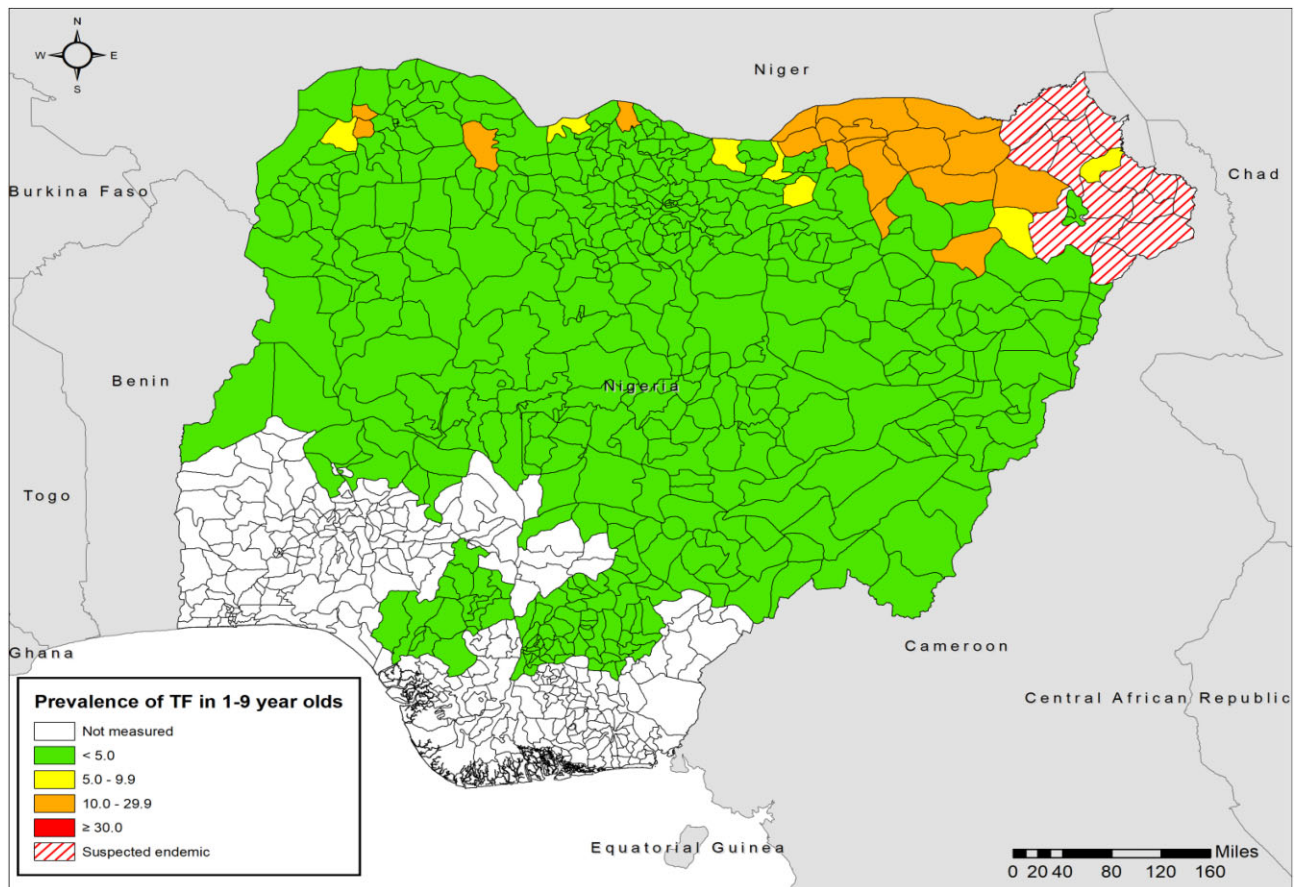 N
W E
S
Niger
Chad
Burkina Faso
Benin
Nigeria
Togo
Ghana
Cameroon
Central African Republic
Equatorial Guinea
Prevalence of TF in 1-9 year olds
Not measured
< 5.0
5.0 - 9.9
10.0 - 29.9
≥ 30.0
Suspected endemic
Miles
0 20 40 80 120 160